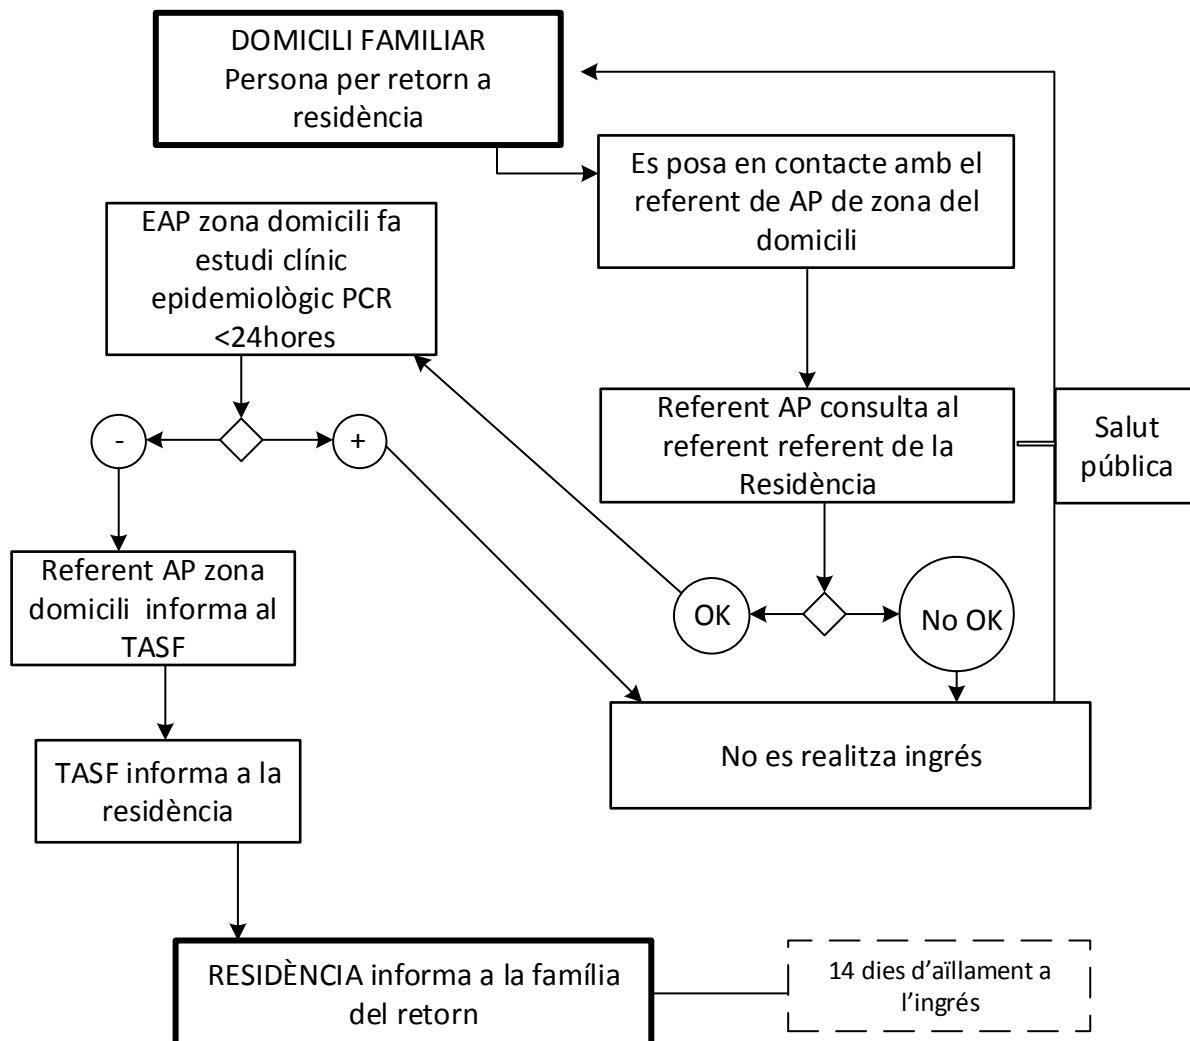 DOMICILI FAMILIAR
Persona per retorn a
residència
Es posa en contacte amb el
referent de AP de zona del
domicili
EAP zona domicili fa
estudi clínic
epidemiològic PCR
<24hores
-
+
Referent AP consulta al
referent referent de la
Residència
Salut
pública
OK
No OK
Referent AP zona
domicili informa al
TASF
No es realitza ingrés
TASF informa a la
residència
RESIDÈNCIA informa a la família
del retorn
14 dies d’aïllament a
l’ingrés